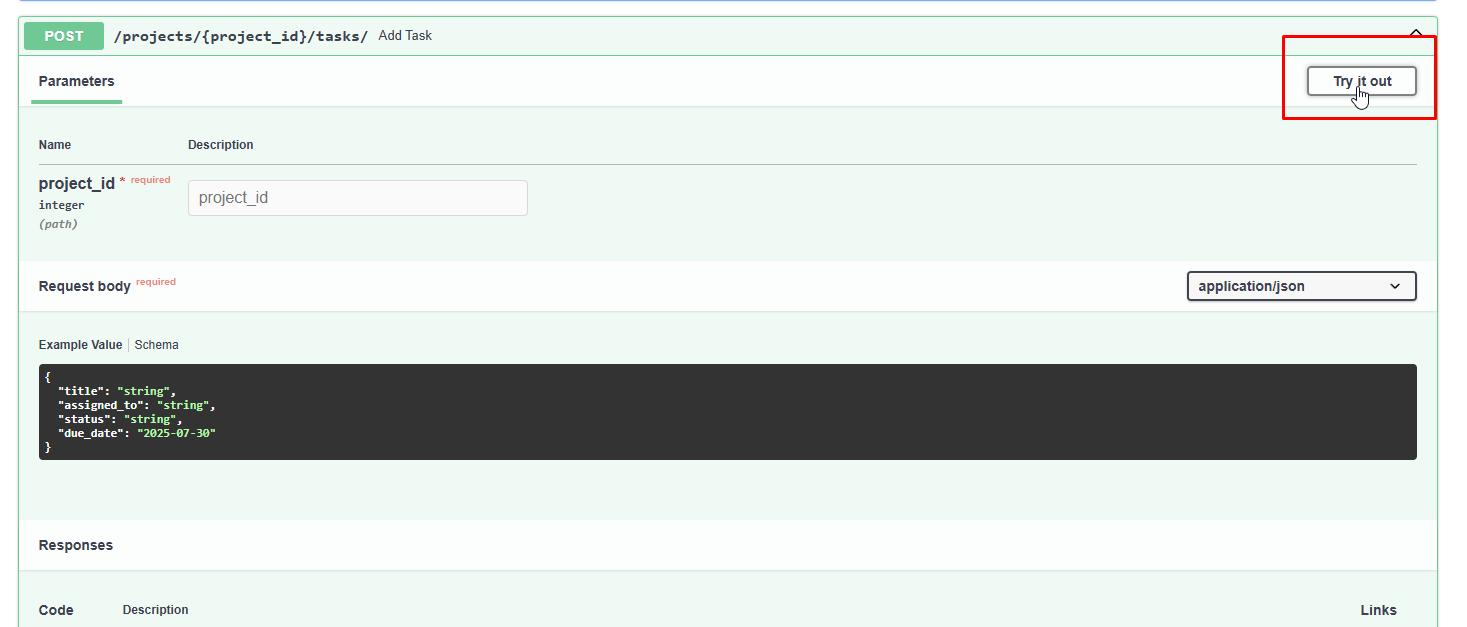 POST /projects/{project_id}/tasks/ Add Task
Parameters
Try it out
Name Description
project_id * required
integer
(path)
project_id
Request body required
application/json
Example Value Schema
{
  "title": "string",
  "assigned_to": "string",
  "status": "string",
  "due_date": "2025-07-30"
}
Responses
Code Description Links